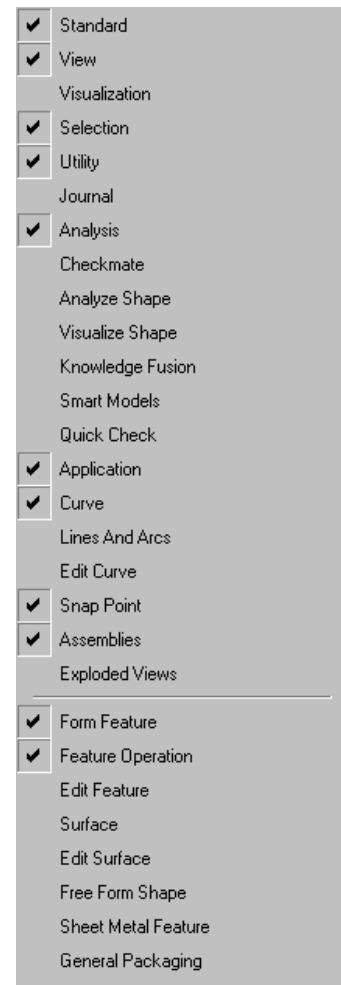 Standard
View
Visualization
Selection
Utility
Journal
Analysis
Checkmate
Analyze Shape
Visualize Shape
Knowledge Fusion
Smart Models
Quick Check
Application
Curve
Lines And Arcs
Edit Curve
Snap Point
Assemblies
Exploded Views
Form Feature
Feature Operation
Edit Feature
Surface
Edit Surface
Free Form Shape
Sheet Metal Feature
General Packaging